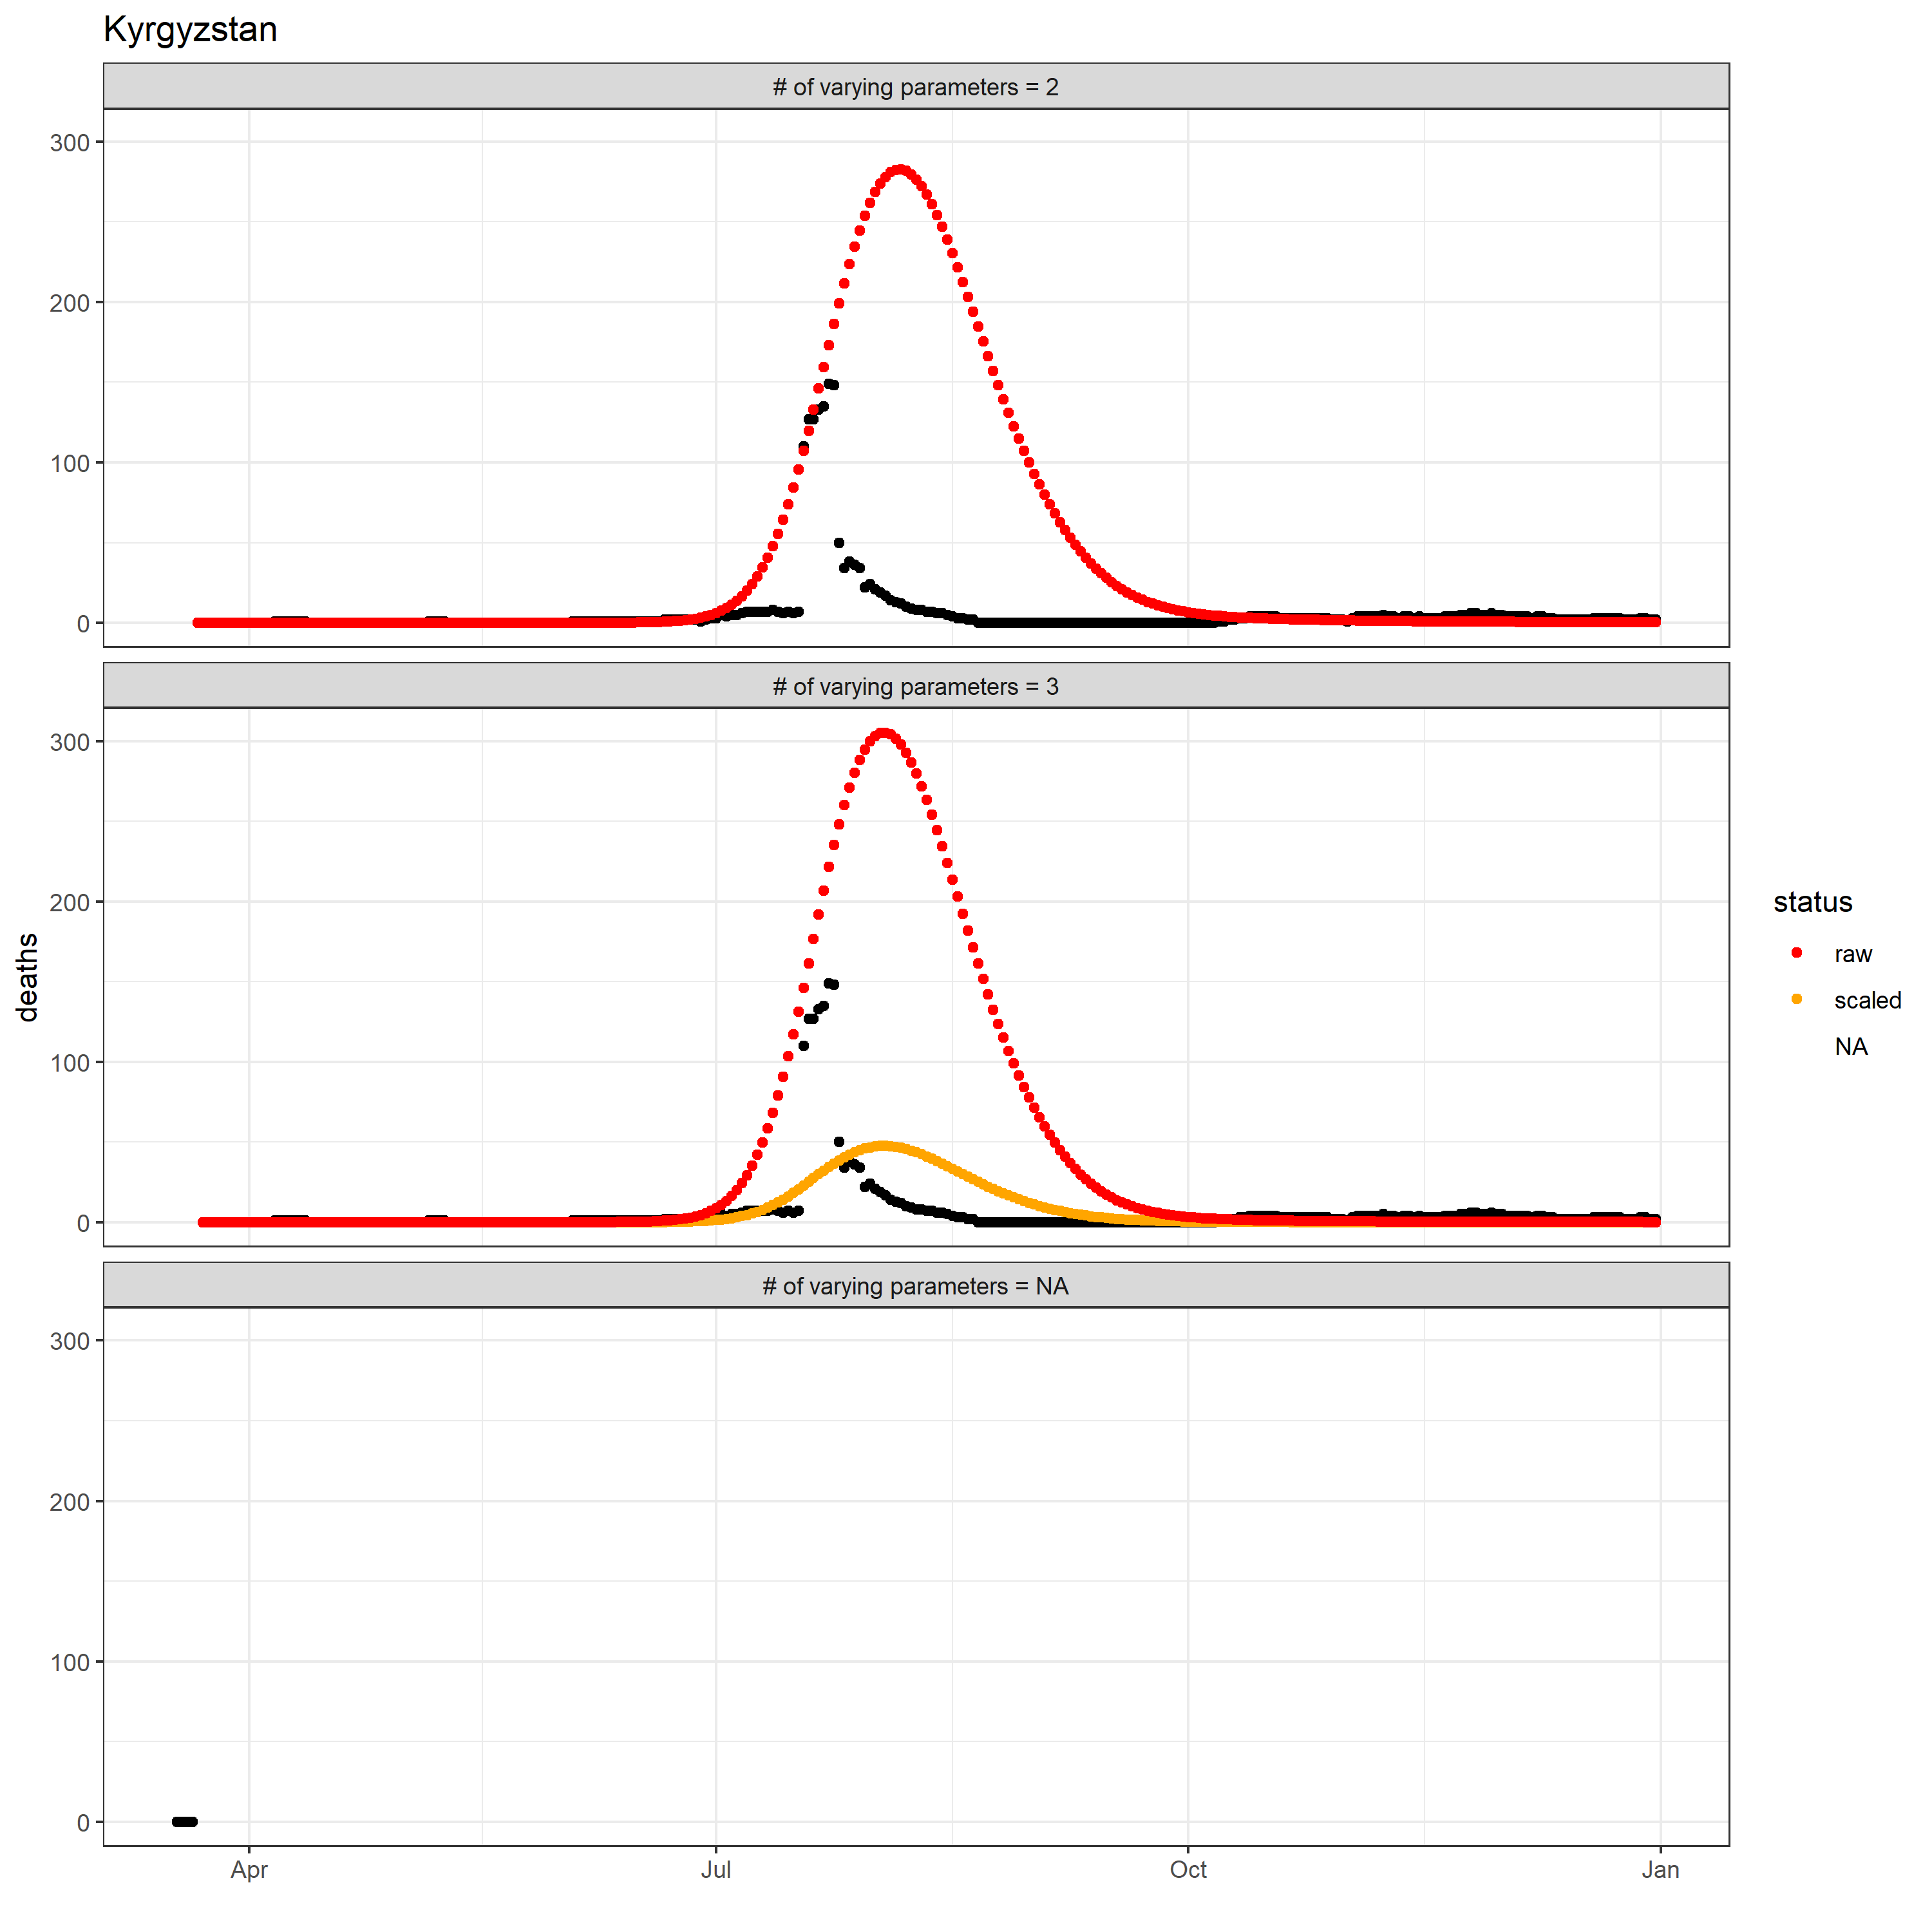 Kyrgyzstan
# of varying parameters = 2
300
200
100
0
# of varying parameters = 3
300
200
100
0
# of varying parameters = NA
300
200
100
0
Apr Jul Oct Jan
deaths
status
raw
scaled
NA